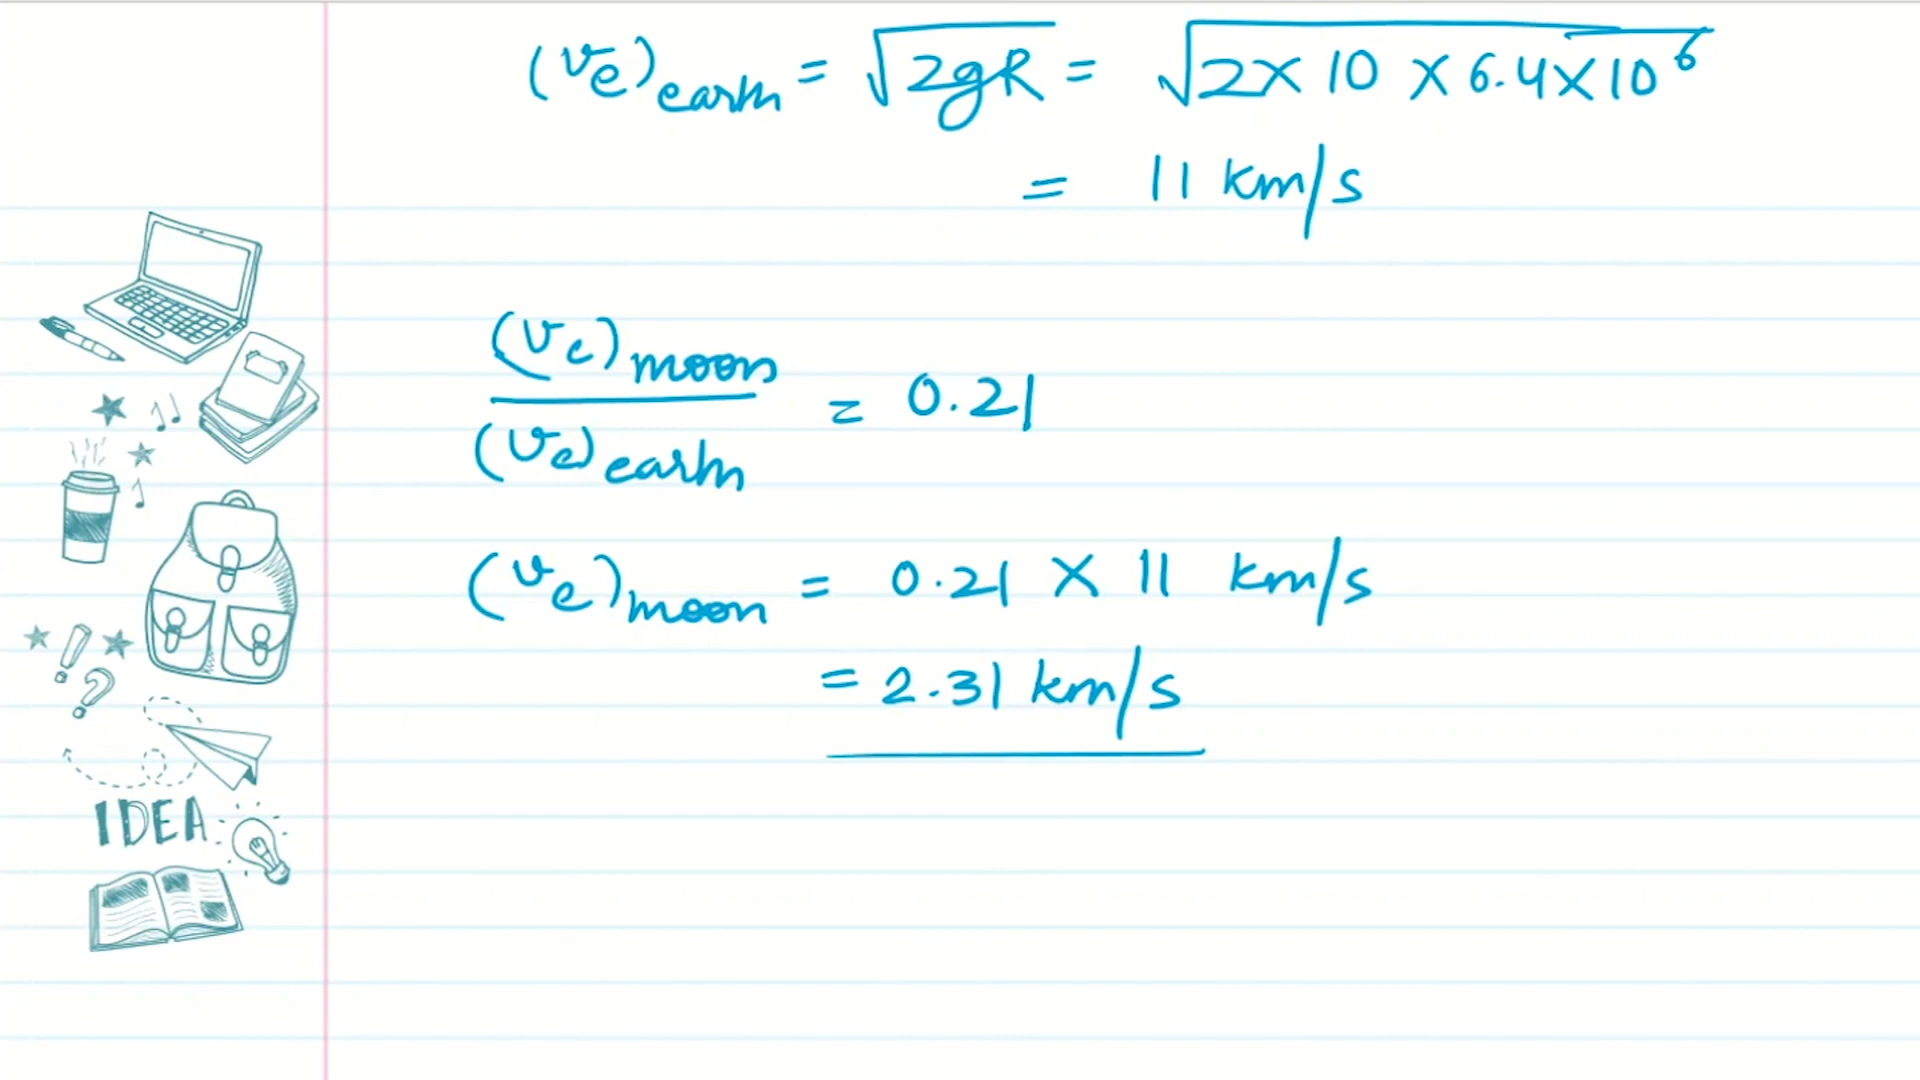 (ve)earth = √2gR = √2 × 10 × 6.4 × 10⁶
= 11 km/s
(ve)moon / (ve)earth = 0.21
(ve)moon = 0.21 × 11 km/s
= 2.31 km/s
!
?
IDEA